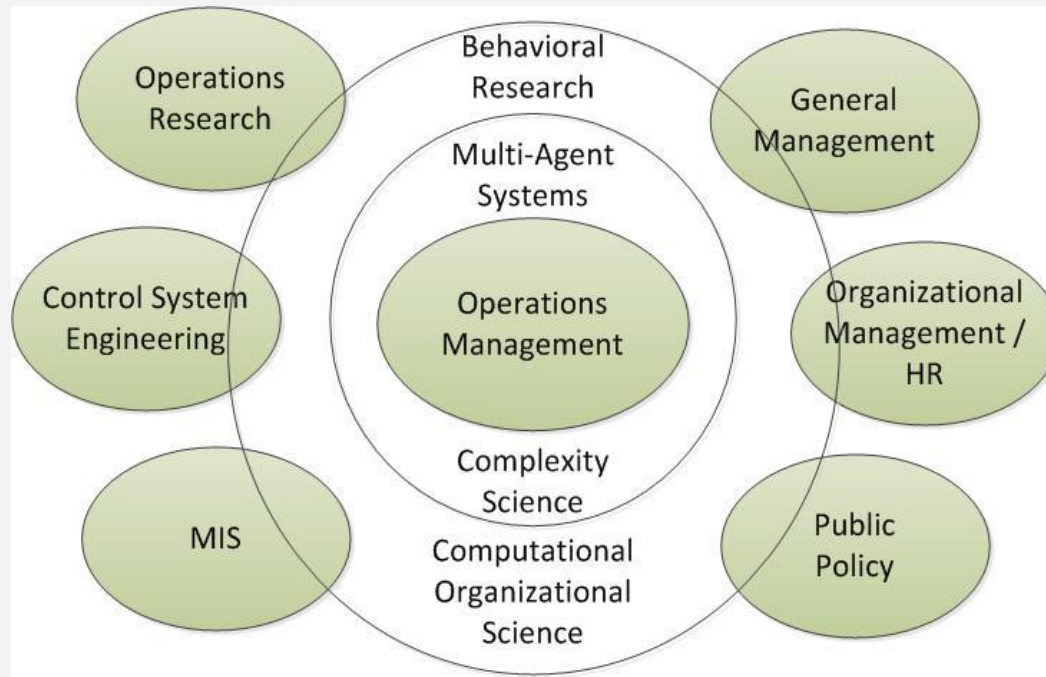 Operations
Research
Behavioral
Research
General
Management
Multi-Agent
Systems
Control System
Engineering
Operations
Management
Organizational
Management /
HR
MIS
Complexity
Science
Computational
Organizational
Science
Public
Policy